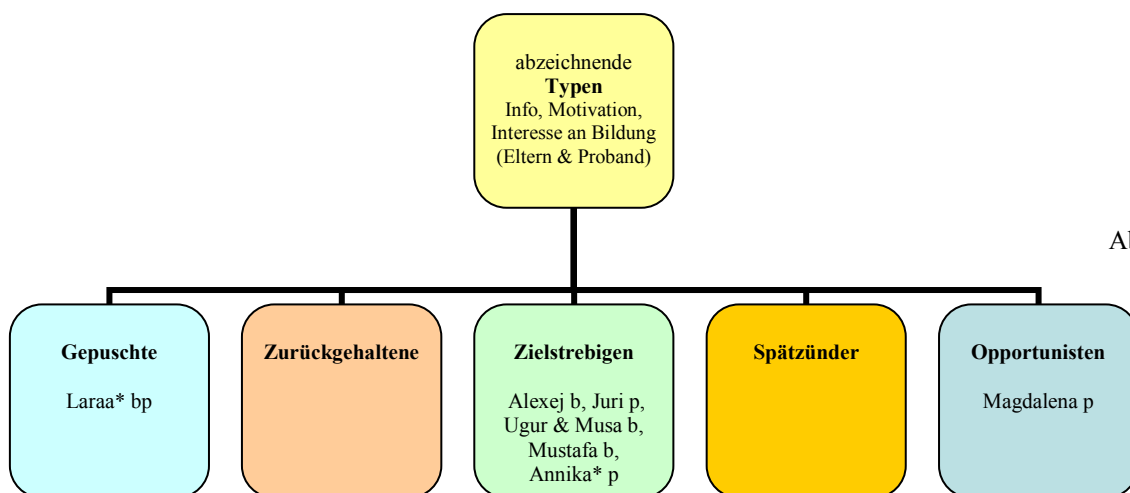 abzeichnende
Typen
Info, Motivation,
Interesse an Bildung
(Eltern & Proband)
Al
Gepuschte
Laraa* bp
Zurückgehaltene
Zielstrebigen
Alexej b, Juri p,
Ugur & Musa b,
Mustafa b,
Annika* p
Spätzünder
Opportunisten
Magdalena p